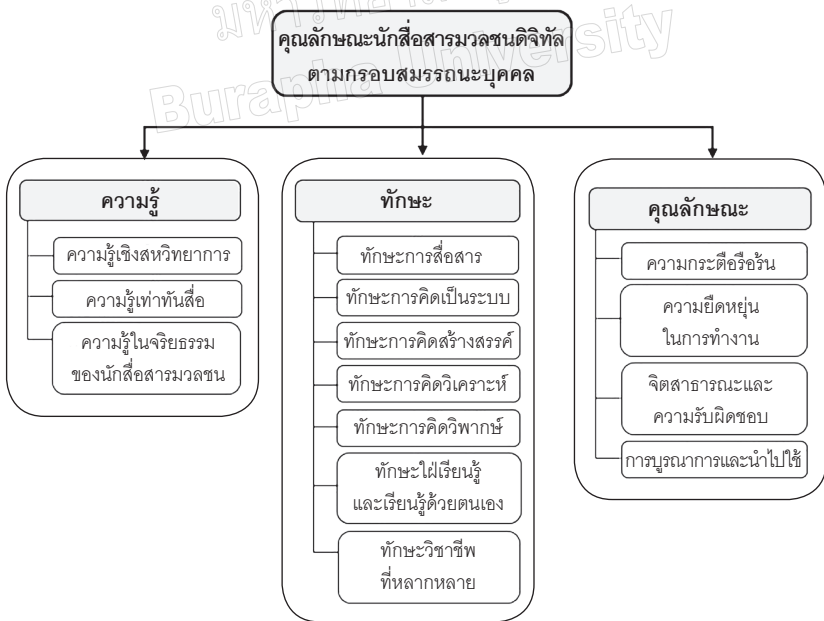 มหาวิทยาลัยบูรพา
Burapha University
คุณลักษณะนักสื่อสารมวลชนดิจิทัล
ตามกรอบสมรรถนะบุคคล
ความรู้
ความรู้เชิงสหวิทยาการ
ความรู้เท่าทันสื่อ
ความรู้ในจริยธรรม
ของนักสื่อสารมวลชน
ทักษะ
ทักษะการสื่อสาร
ทักษะการคิดเป็นระบบ
ทักษะการคิดสร้างสรรค์
ทักษะการคิดวิเคราะห์
ทักษะการคิดวิพากษ์
ทักษะใฝ่เรียนรู้
และเรียนรู้ด้วยตนเอง
ทักษะวิชาชีพ
ที่หลากหลาย
คุณลักษณะ
ความกระตือรือร้น
ความยืดหยุ่น
ในการทำงาน
จิตสาธารณะและ
ความรับผิดชอบ
การบูรณาการและนำไปใช้